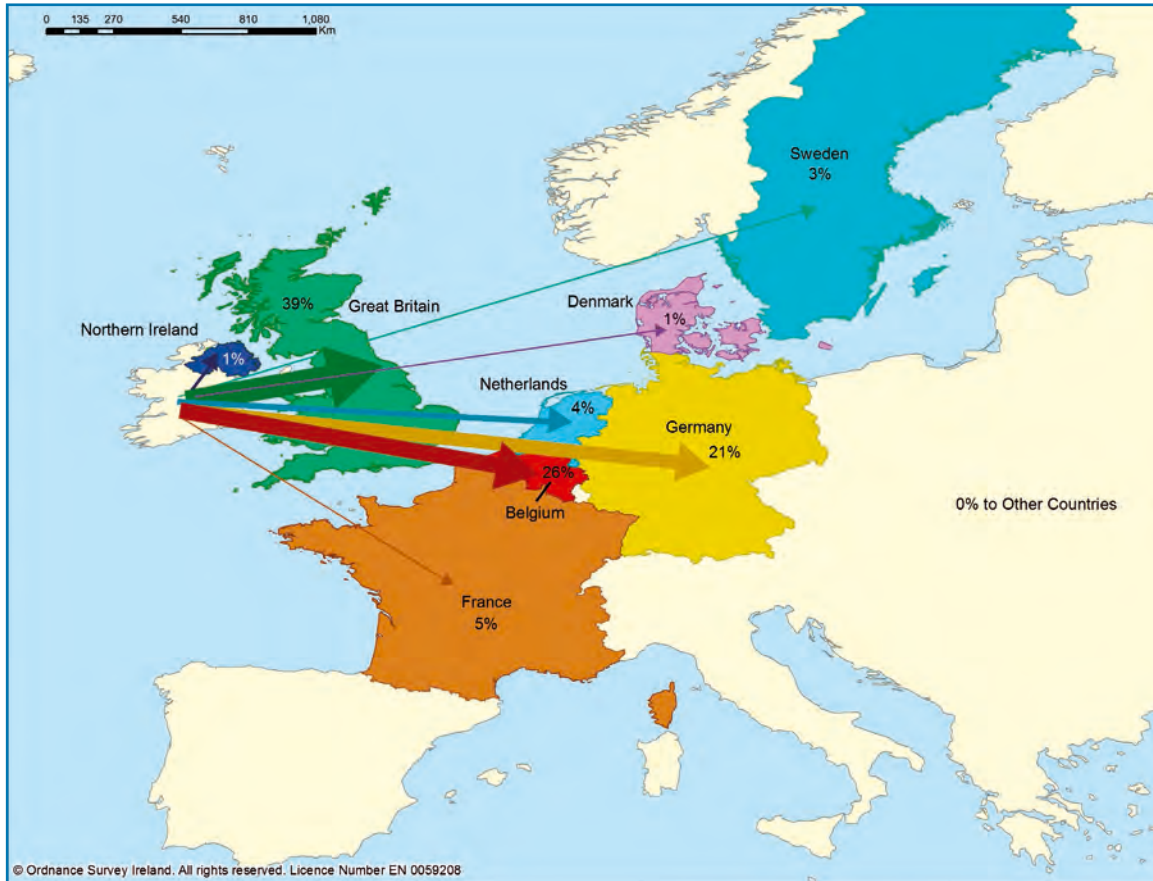 0 135 270 540 810 1,080
Km
Sweden
3%
39%
Great Britain
Denmark
1%
Northern Ireland
1%
Netherlands
4%
Germany
21%
26%
Belgium
0% to Other Countries
France
5%
© Ordnance Survey Ireland. All rights reserved. Licence Number EN 0059208